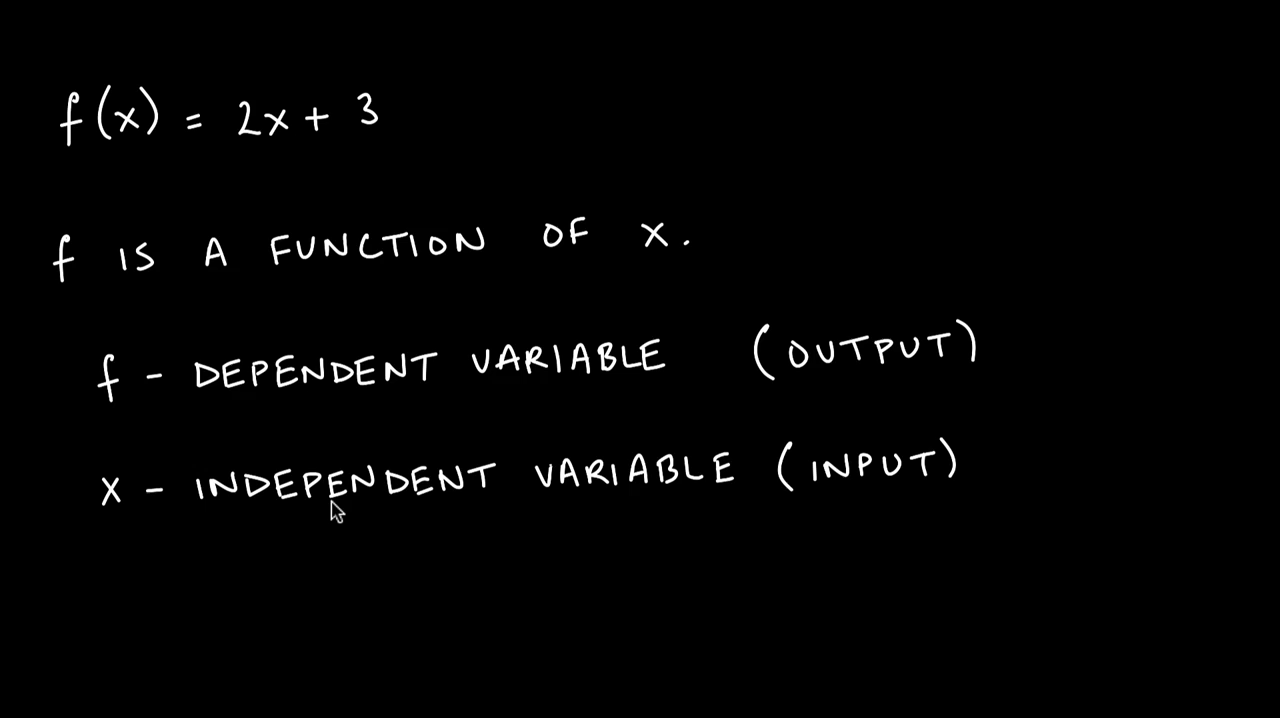 f(x) = 2x + 3
f IS A FUNCTION OF x.
f - DEPENDENT VARIABLE (OUTPUT)
x - INDEPENDENT VARIABLE (INPUT)